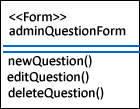 <<Form>>
adminQuestionForm
newQuestion()
editQuestion()
deleteQuestion()